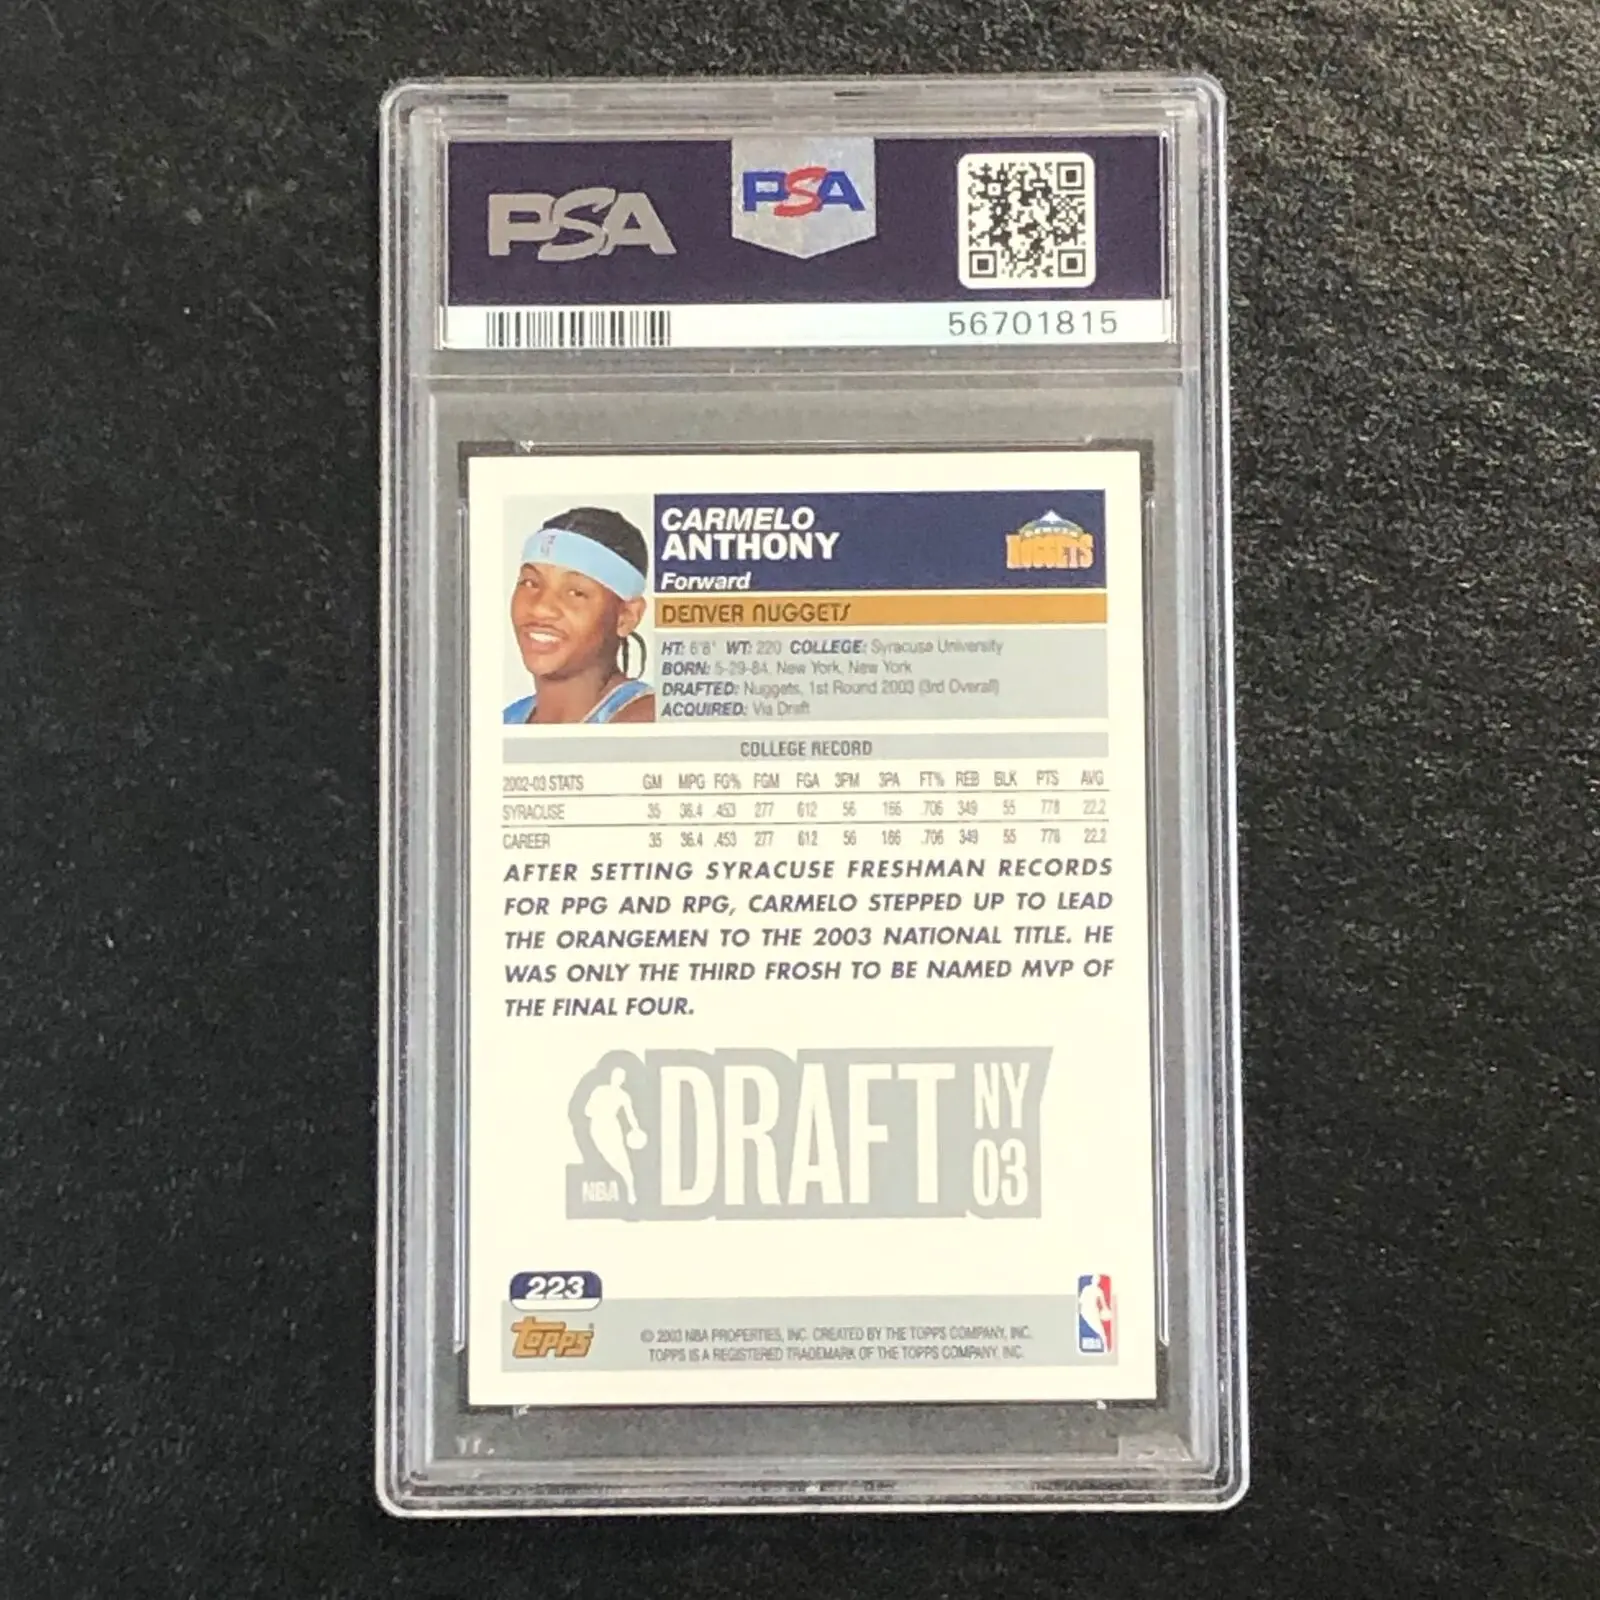 PSA
PSA
56701815
CARMELO
ANTHONY
Forward
DENVER
NUGGETS
DENVER NUGGETS
HT: 6'8" WT: 220 COLLEGE: Syracuse University
BORN: 5-29-84, New York, New York
DRAFTED: Nuggets, 1st Round 2003 (3rd Overall)
ACQUIRED: Via Draft
COLLEGE RECORD
2002-03 STATS GM MPG FG% FGM FGA 3PM 3PA FT% REB BLK PTS AVG
SYRACUSE 35 36.4 .453 277 612 56 166 .706 349 55 778 22.2
CAREER 35 36.4 .453 277 612 56 166 .706 349 55 778 22.2
AFTER SETTING SYRACUSE FRESHMAN RECORDS
FOR PPG AND RPG, CARMELO STEPPED UP TO LEAD
THE ORANGEMEN TO THE 2003 NATIONAL TITLE. HE
WAS ONLY THE THIRD FROSH TO BE NAMED MVP OF
THE FINAL FOUR.
NBA DRAFT NY 03
223
Topps
© 2003 NBA PROPERTIES, INC. CREATED BY THE TOPPS COMPANY, INC.
TOPPS IS A REGISTERED TRADEMARK OF THE TOPPS COMPANY, INC.
NBA